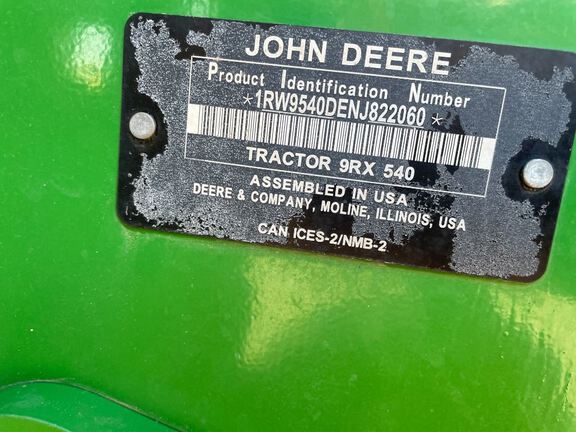 JOHN DEERE
Product Identification Number
*1RW9540DENJ822060*
TRACTOR 9RX 540
ASSEMBLED IN USA
DEERE & COMPANY, MOLINE, ILLINOIS, USA
CAN ICES-2/NMB-2